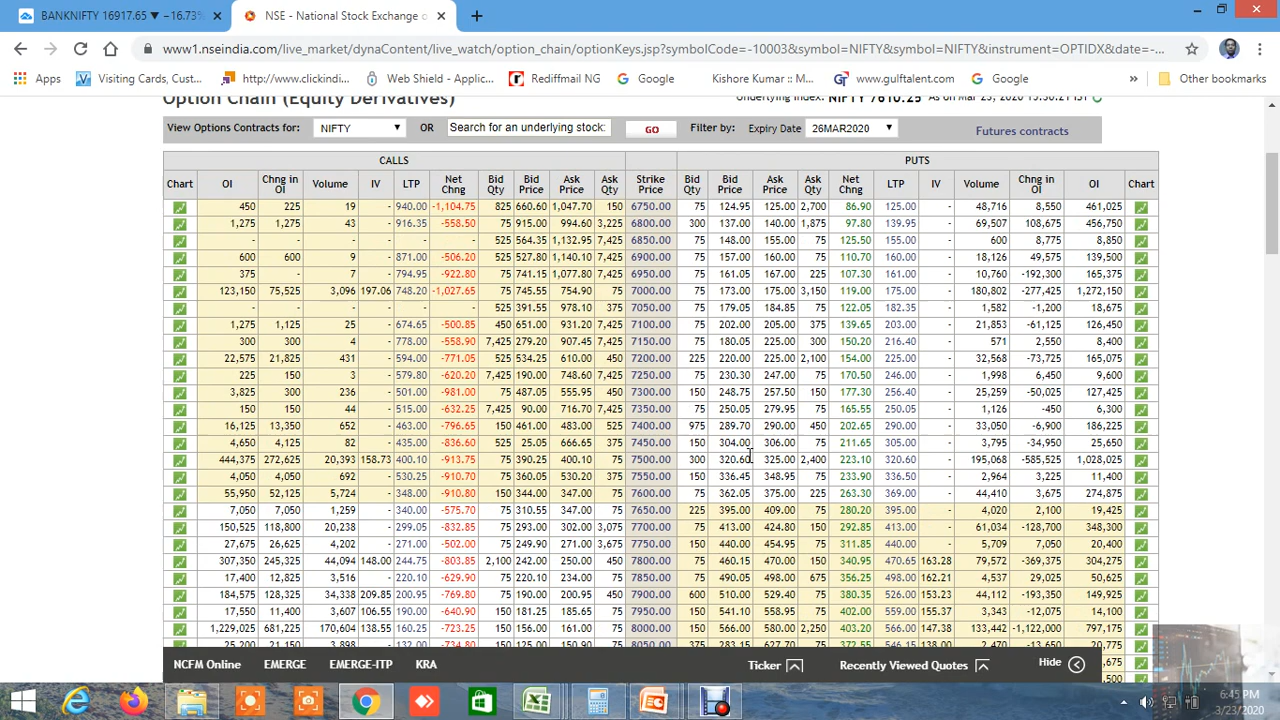 BANKNIFTY 16917.65 ▼ −16.73% ×
NSE - National Stock Exchange o ×
www1.nseindia.com/live_market/dynaContent/live_watch/option_chain/optionKeys.jsp?symbolCode=-10003&symbol=NIFTY&symbol=NIFTY&instrument=OPTIDX&date=-...
Apps Visiting Cards, Cust... http://www.clickindi... Web Shield - Applic... Rediffmail NG Google Kishore Kumar :: M... www.gulftalent.com Google » Other bookmarks
Option Chain (Equity Derivatives) Underlying Index: NIFTY 7610.25 As on Mar 23, 2020 15:30:21 IST
View Options Contracts for: NIFTY OR Search for an underlying stock: GO Filter by: Expiry Date 26MAR2020 Futures contracts
CALLS PUTS
Chart OI Chng in OI Volume IV LTP Net Chng Bid Qty Bid Price Ask Price Ask Qty Strike Price Bid Qty Bid Price Ask Price Ask Qty Net Chng LTP IV Volume Chng in OI OI Chart
450 225 19 - 940.00 -1,104.75 825 660.60 1,047.70 150 6750.00 75 124.95 125.00 2,700 86.90 125.00 - 48,716 8,550 461,025
1,275 1,275 43 - 916.35 -558.50 75 915.00 994.60 3,225 6800.00 300 137.00 140.00 1,875 97.80 139.95 - 69,507 108,675 456,750
- - - - - - 525 564.35 1,132.95 7,425 6850.00 75 148.00 155.00 75 125.50 155.00 - 600 8,775 8,850
600 600 9 - 871.00 -506.20 525 527.80 1,140.10 7,425 6900.00 75 157.00 160.00 75 110.70 160.00 - 18,126 49,575 139,500
375 - 7 - 794.95 -922.80 75 741.15 1,077.80 7,425 6950.00 75 161.05 167.00 225 107.30 161.00 - 10,760 -192,300 165,375
123,150 75,525 3,096 197.06 748.20 -1,027.65 75 745.55 754.90 75 7000.00 75 173.00 175.00 3,150 119.00 175.00 - 180,802 -277,425 1,272,150
- - - - - - 525 391.55 978.10 375 7050.00 75 179.05 184.85 75 122.05 182.35 - 1,582 -1,200 18,675
1,275 1,125 25 - 674.65 -500.85 450 651.00 931.20 7,425 7100.00 75 202.00 205.00 375 139.65 203.00 - 21,853 -61,125 126,450
300 300 4 - 778.00 -558.90 7,425 279.20 907.45 7,425 7150.00 75 180.05 225.00 300 150.20 216.40 - 571 2,550 8,400
22,575 21,825 431 - 594.00 -771.05 525 534.25 610.00 450 7200.00 225 220.00 225.00 2,100 154.00 225.00 - 32,568 -73,725 165,075
225 150 3 - 579.80 -620.20 7,425 190.00 748.60 7,425 7250.00 75 230.30 247.00 75 170.50 246.00 - 1,998 6,450 9,600
3,825 300 236 - 501.00 -981.00 75 487.05 555.95 450 7300.00 150 248.75 257.50 150 177.30 256.40 - 25,259 -50,025 137,775
150 150 44 - 515.00 -632.25 7,425 90.00 716.70 7,425 7350.00 75 250.05 279.95 75 165.55 250.05 - 1,126 -450 6,300
16,125 13,350 652 - 463.00 -796.65 150 461.00 483.00 525 7400.00 975 289.70 290.00 450 202.65 290.00 - 33,050 -6,900 186,225
4,650 4,125 82 - 435.00 -836.60 525 25.05 666.65 375 7450.00 150 304.00 306.00 75 211.65 305.00 - 3,795 -34,950 25,650
444,375 272,625 20,393 158.73 400.10 -913.75 75 390.25 400.10 75 7500.00 300 320.60 325.00 2,400 223.10 320.60 - 195,068 -585,525 1,028,025
4,050 4,050 67 - 530.25 -910.70 75 360.05 530.20 375 7550.00 150 336.45 348.95 75 233.90 336.50 - 2,964 3,225 11,400
55,950 52,125 5,724 - 348.00 -910.80 150 344.00 347.00 75 7600.00 75 362.05 375.00 225 263.30 369.00 - 44,410 3,675 274,875
7,050 7,050 1,259 - 340.00 -575.70 75 310.55 347.00 75 7650.00 225 395.00 409.00 75 280.20 395.00 - 4,020 2,100 19,425
150,525 118,800 20,238 - 299.05 -832.85 75 293.00 302.00 3,075 7700.00 75 413.00 424.80 150 292.85 413.00 - 61,034 -128,700 348,300
27,675 26,625 4,202 - 271.00 -502.00 150 249.90 271.00 3,675 7750.00 150 440.00 454.95 75 311.85 440.00 - 5,709 7,050 20,400
307,350 245,325 44,094 148.00 244.75 -803.85 2,100 242.00 250.00 450 7800.00 75 460.15 470.00 150 340.95 470.65 163.28 79,572 -369,375 304,275
17,400 12,825 3,516 - 220.10 -629.90 75 220.10 234.00 75 7850.00 75 490.05 498.00 675 356.25 498.00 162.21 4,537 29,025 50,625
184,575 128,325 34,338 209.85 200.95 -769.80 75 190.00 200.95 450 7900.00 600 510.00 529.40 75 380.35 526.00 153.23 44,112 -193,350 149,925
17,550 11,400 3,607 106.55 190.00 -640.90 150 181.25 185.65 75 7950.00 150 541.10 558.95 150 402.00 559.00 155.37 3,343 -12,075 14,100
1,229,025 681,225 170,604 138.55 160.25 -723.25 150 156.00 161.00 75 8000.00 150 566.00 580.00 2,250 403.20 566.00 147.38 133,442 -1,122,000 797,175
NCFM Online EMERGE EMERGE-ITP KRA Ticker Recently Viewed Quotes Hide
6:45 PM
3/23/2020